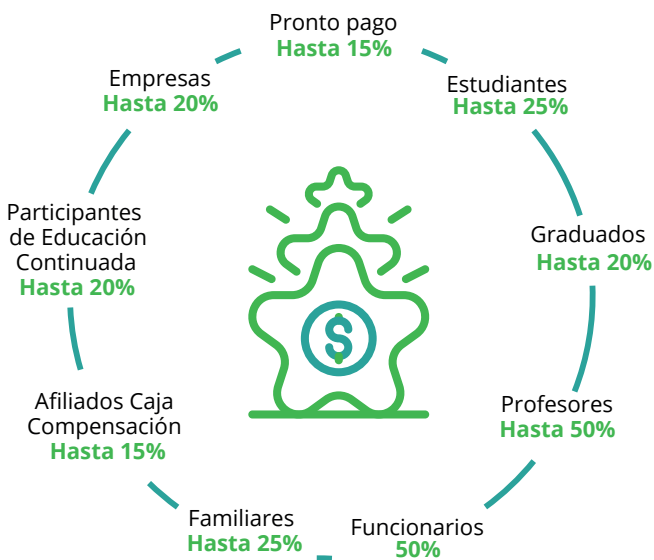 Pronto pago
Hasta 15%
Estudiantes
Hasta 25%
Graduados
Hasta 20%
Profesores
Hasta 50%
Funcionarios
50%
Familiares
Hasta 25%
Afiliados Caja
Compensación
Hasta 15%
Participantes
de Educación
Continuada
Hasta 20%
Empresas
Hasta 20%
$